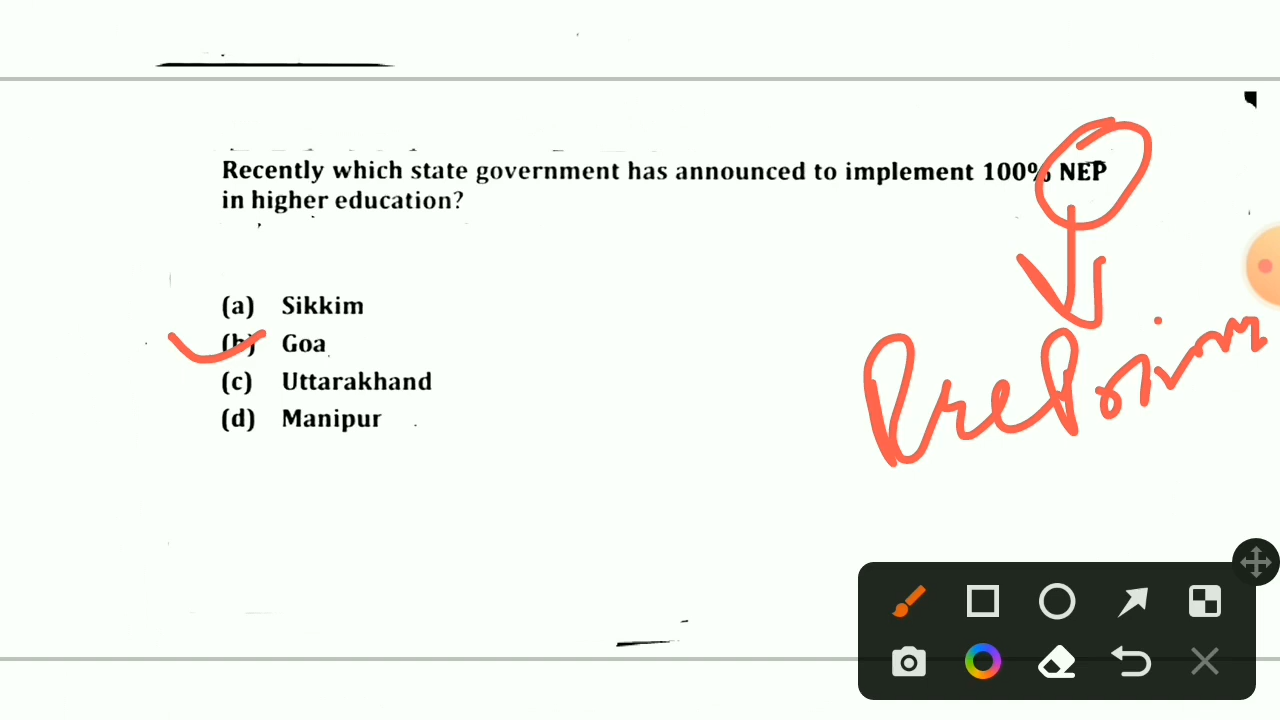 Recently which state government has announced to implement 100% NEP
in higher education?
(a) Sikkim
(b) Goa
(c) Uttarakhand
(d) Manipur